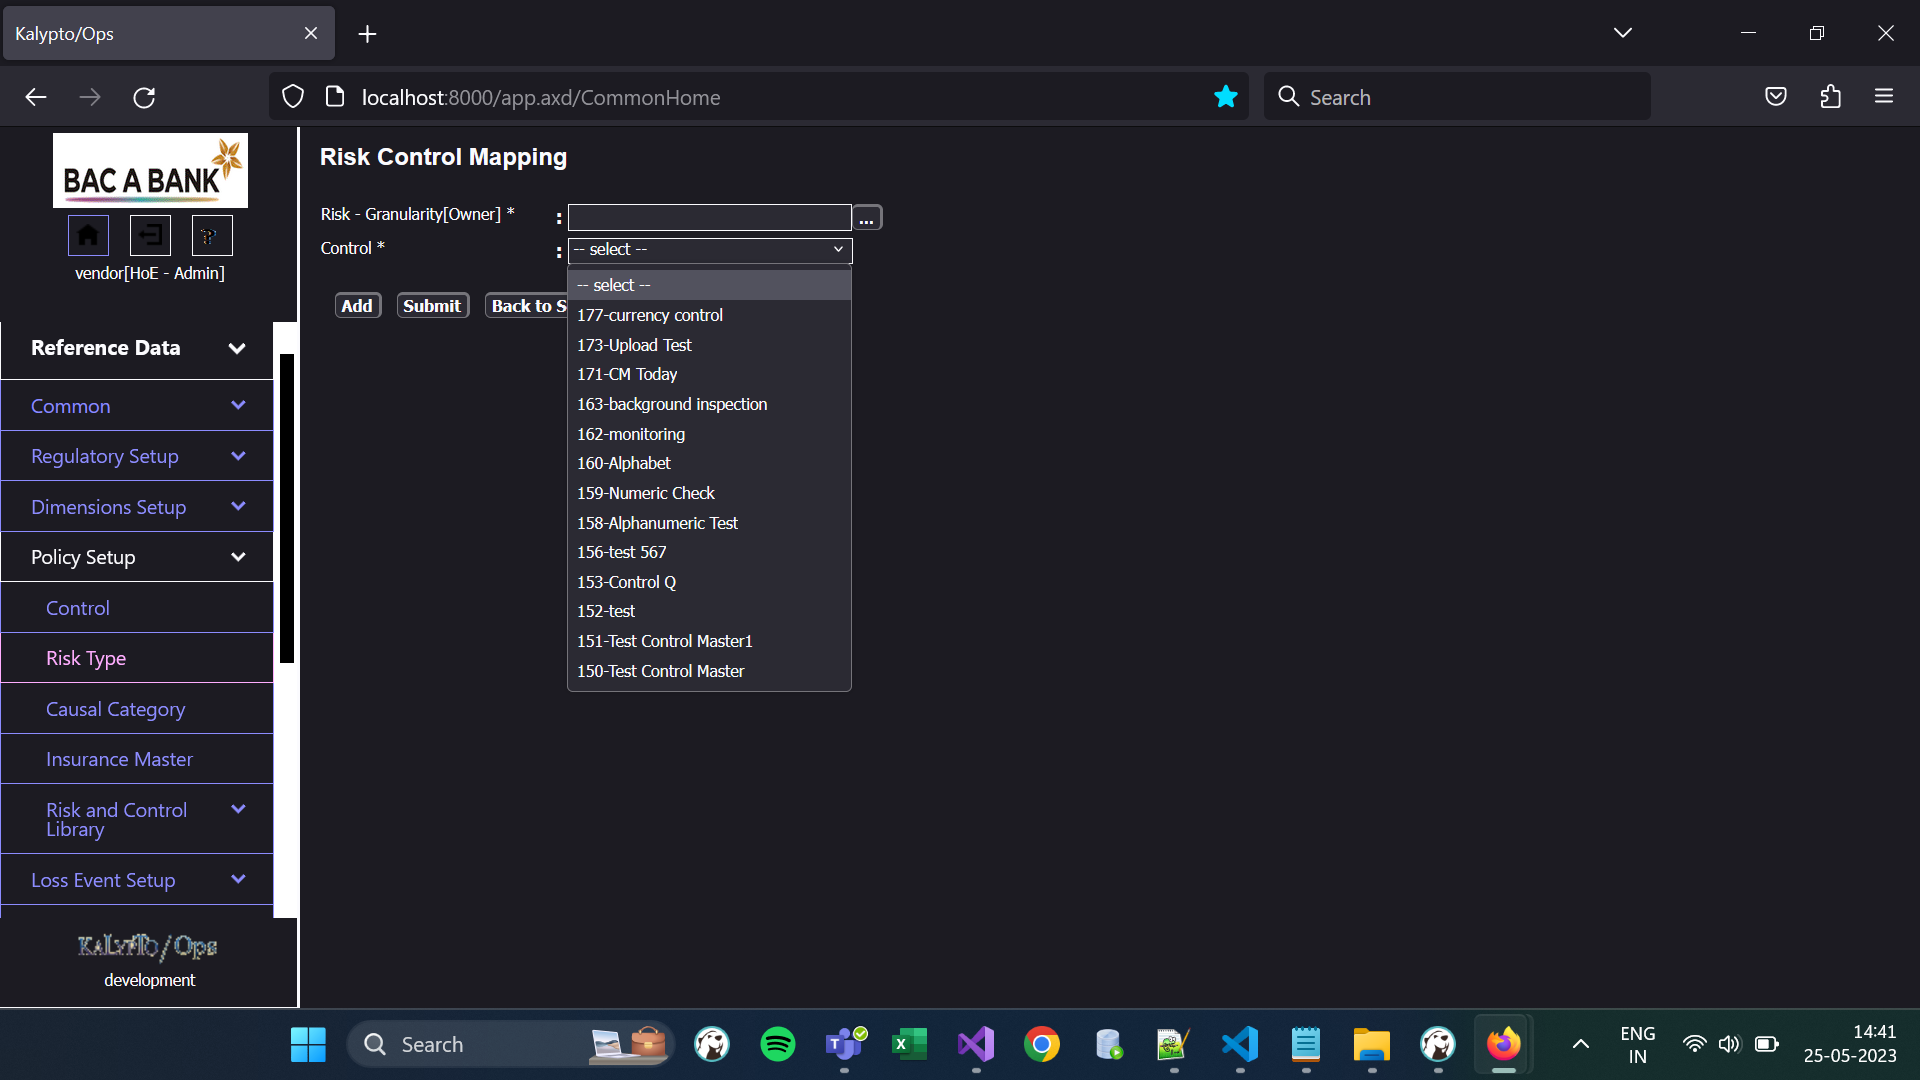 Kalypto/Ops
localhost:8000/app.axd/CommonHome
Search
BAC A BANK
vendor[HoE - Admin]
Reference Data
Common
Regulatory Setup
Dimensions Setup
Policy Setup
Control
Risk Type
Causal Category
Insurance Master
Risk and Control
Library
Loss Event Setup
KaLyPTo/Ops
development
Risk Control Mapping
Risk - Granularity[Owner] *
:
...
Control *
:
-- select --
Add
Submit
Back to S
-- select --
177-currency control
173-Upload Test
171-CM Today
163-background inspection
162-monitoring
160-Alphabet
159-Numeric Check
158-Alphanumeric Test
156-test 567
153-Control Q
152-test
151-Test Control Master1
150-Test Control Master
Search
ENG
IN
14:41
25-05-2023